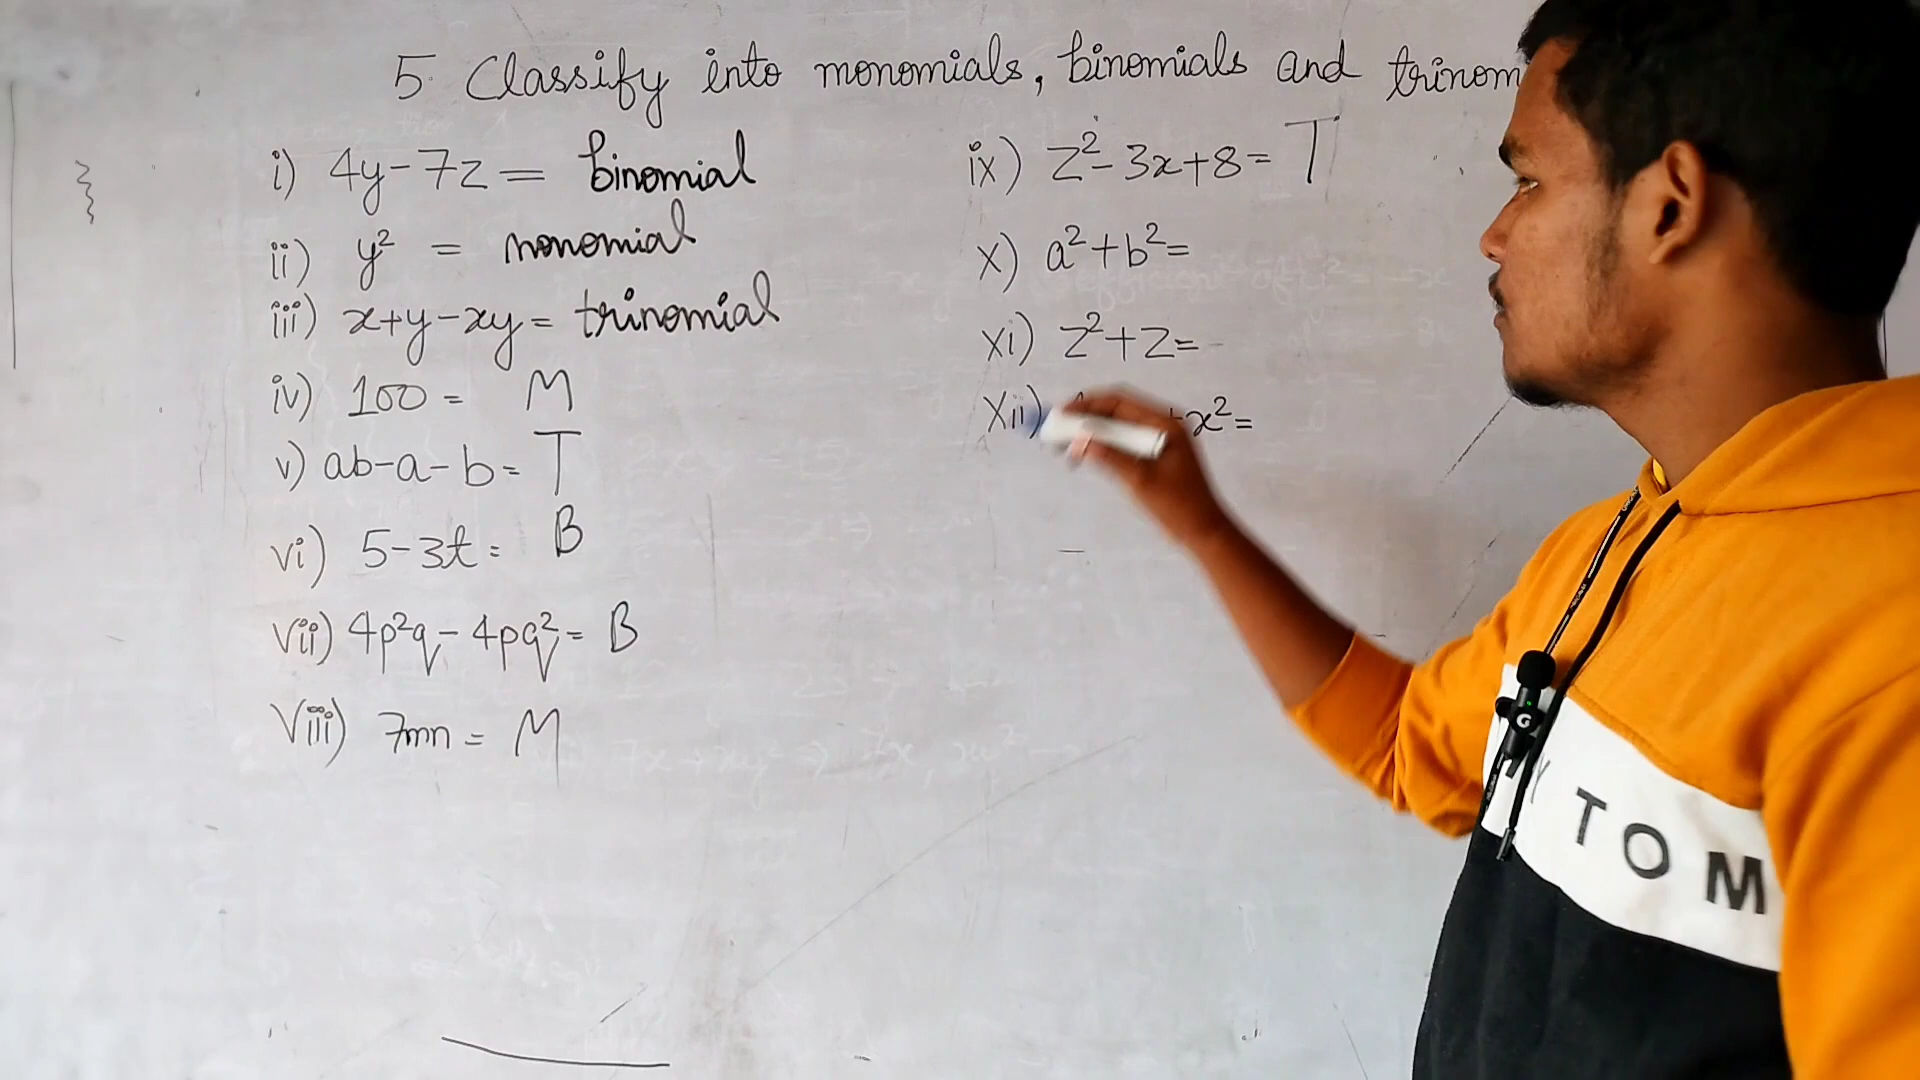 5. Classify into monomials, binomials and trinom
i) 4y-7z = binomial
ii) y² = monomial
iii) x+y-xy = trinomial
iv) 100 = M
v) ab-a-b = T
vi) 5-3t = B
vii) 4p²q - 4pq² = B
viii) 7mn = M
ix) z²-3x+8 = T
x) a²+b² =
xi) z²+z =
xii) +x² =
TOM
G